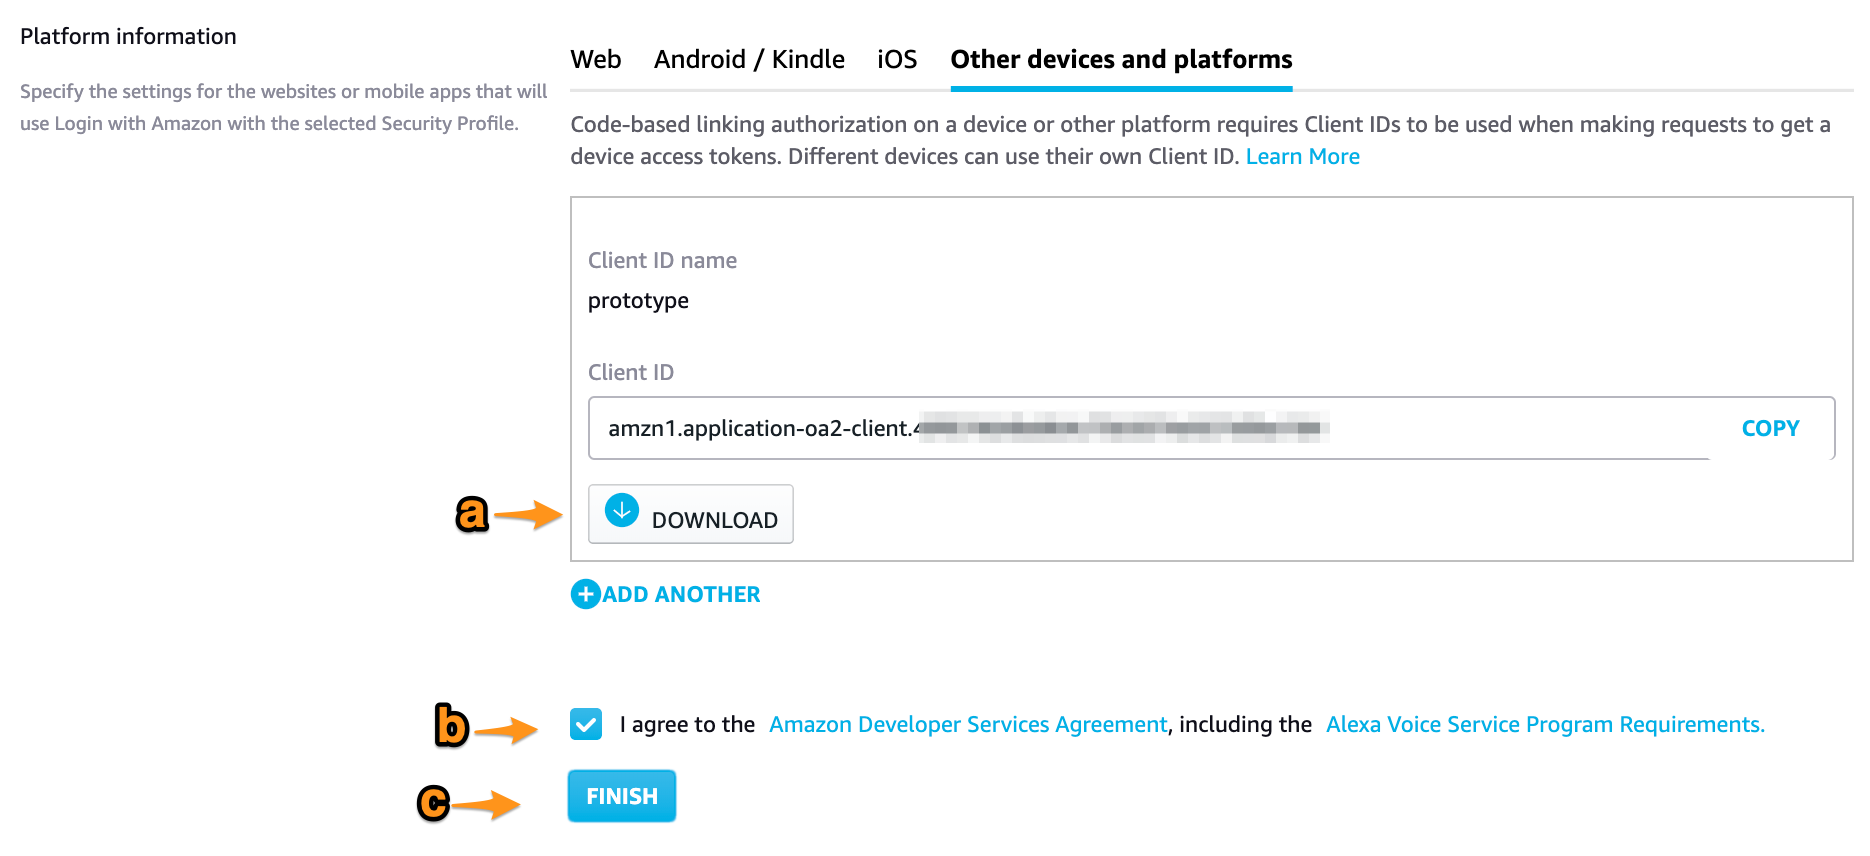 Platform information
Specify the settings for the websites or mobile apps that will
use Login with Amazon with the selected Security Profile.
Web Android / Kindle iOS Other devices and platforms
Code-based linking authorization on a device or other platform requires Client IDs to be used when making requests to get a
device access tokens. Different devices can use their own Client ID. Learn More
Client ID name
prototype
Client ID
amzn1.application-oa2-client. COPY
a DOWNLOAD
ADD ANOTHER
b I agree to the Amazon Developer Services Agreement, including the Alexa Voice Service Program Requirements.
c FINISH